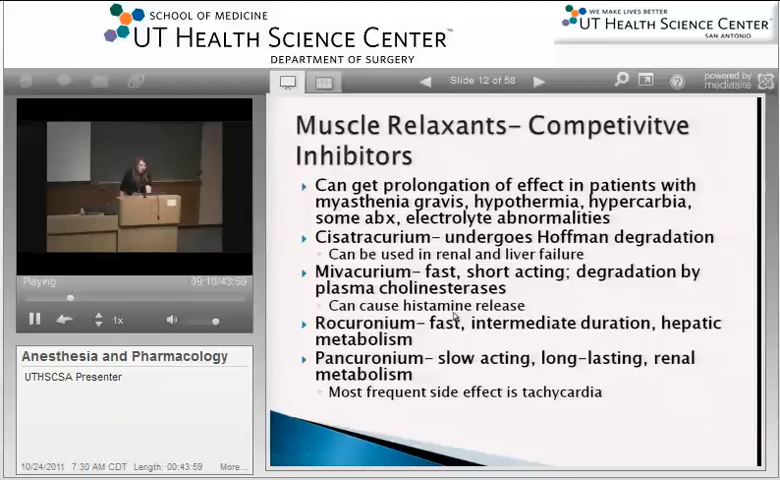 SCHOOL OF MEDICINE
UT HEALTH SCIENCE CENTER™
DEPARTMENT OF SURGERY
WE MAKE LIVES BETTER
UT HEALTH SCIENCE CENTER
SAN ANTONIO
Slide 12 of 58
powered by
mediasite
Muscle Relaxants- Competivitve
Inhibitors
Can get prolongation of effect in patients with
myasthenia gravis, hypothermia, hypercarbia,
some abx, electrolyte abnormalities
Cisatracurium- undergoes Hoffman degradation
Can be used in renal and liver failure
Mivacurium- fast, short acting; degradation by
plasma cholinesterases
Can cause histamine release
Rocuronium- fast, intermediate duration, hepatic
metabolism
Pancuronium- slow acting, long-lasting, renal
metabolism
Most frequent side effect is tachycardia
Playing
09:10/43:59
1x
Anesthesia and Pharmacology
UTHSCSA Presenter
10/24/2011 7:30 AM CDT Length: 00:43:59 More...